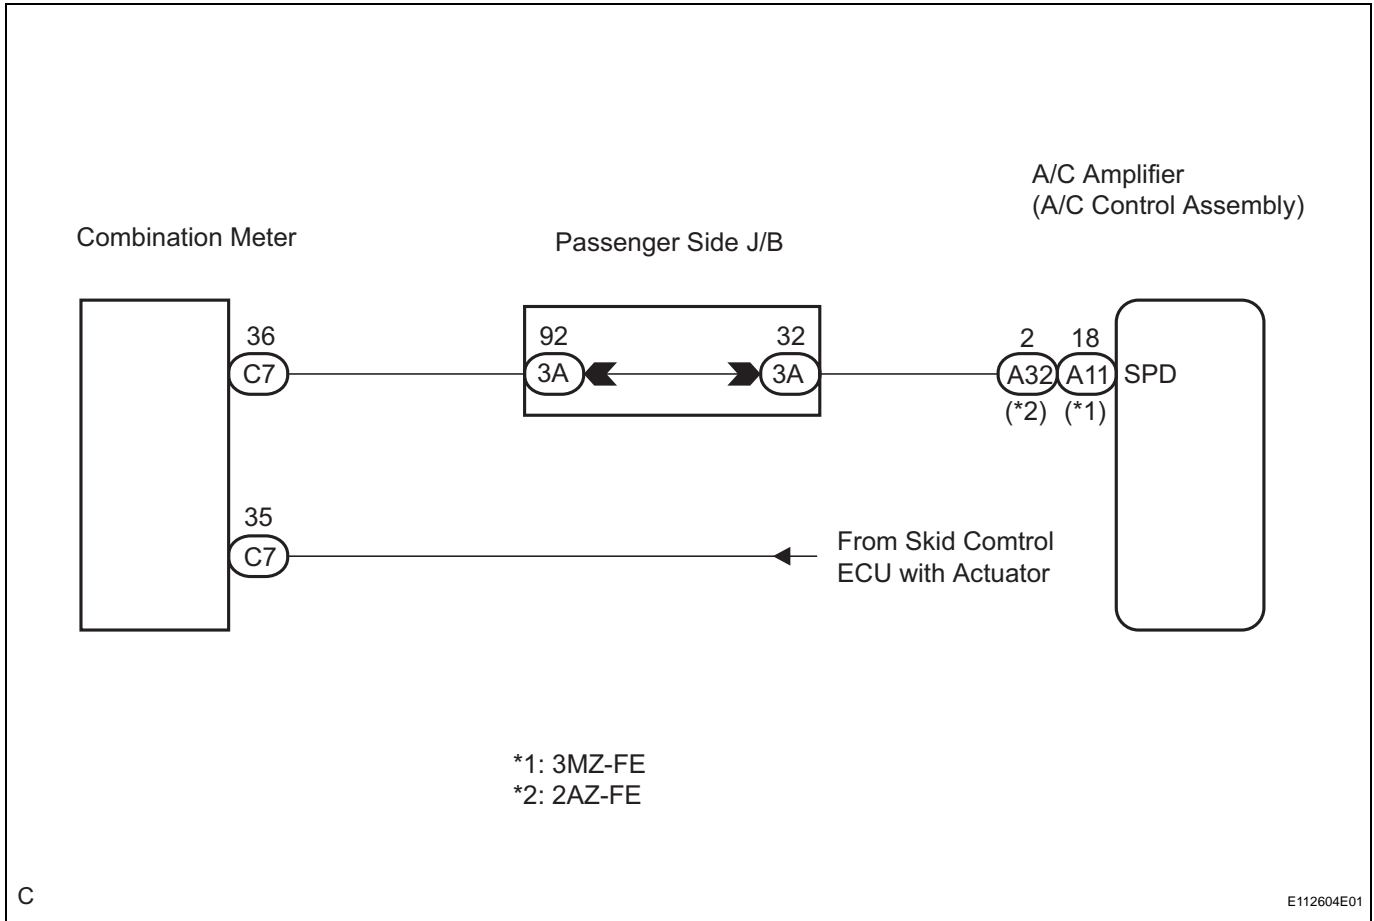 A/C Amplifier
(A/C Control Assembly)
Combination Meter
Passenger Side J/B
36
92
32
2
18
C7
3A
3A
A32
A11
SPD
(*2)
(*1)
35
C7
From Skid Comtrol
ECU with Actuator
*1: 3MZ-FE
*2: 2AZ-FE
C
E112604E01